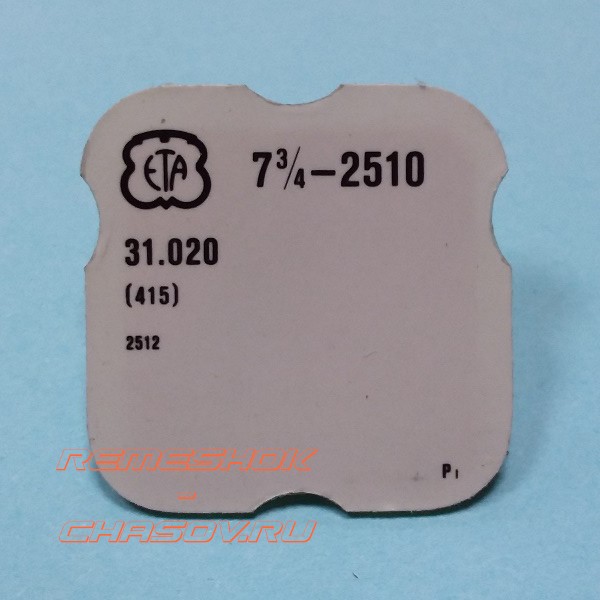 ETA 7¾-2510
31.020
(415)
2512
P1
REMESHOK
-
CHASOV.RU